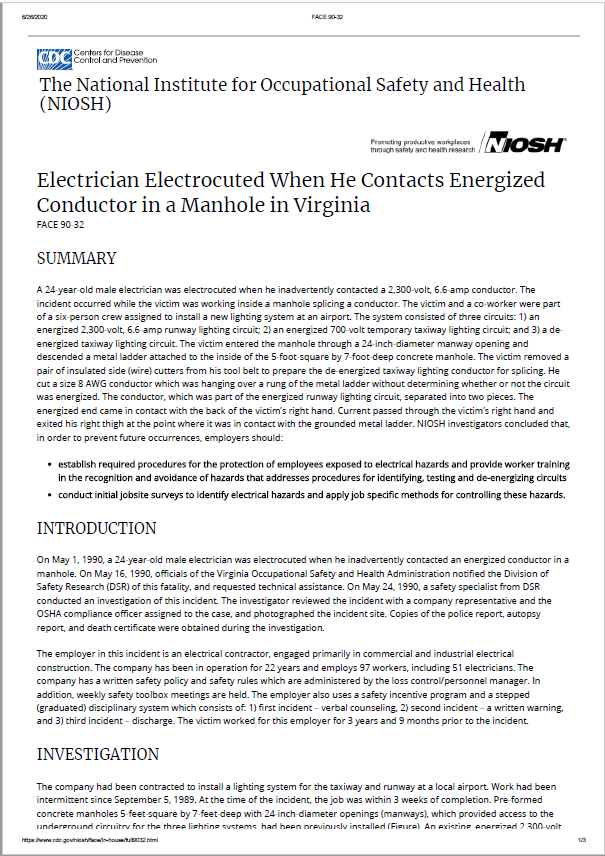 6/26/2020
FACE 90-32
CDC
Centers for Disease
Control and Prevention
The National Institute for Occupational Safety and Health
(NIOSH)
Promoting productive workplaces
through safety and health research
NIOSH
Electrician Electrocuted When He Contacts Energized
Conductor in a Manhole in Virginia
FACE 90-32
SUMMARY
A 24-year-old male electrician was electrocuted when he inadvertently contacted a 2,300-volt, 6.6-amp conductor. The
incident occurred while the victim was working inside a manhole splicing a conductor. The victim and a co-worker were part
of a six-person crew assigned to install a new lighting system at an airport. The system consisted of three circuits: 1) an
energized 2,300-volt, 6.6-amp runway lighting circuit; 2) an energized 700-volt temporary taxiway lighting circuit; and 3) a de-
energized taxiway lighting circuit. The victim entered the manhole through a 24-inch-diameter manway opening and
descended a metal ladder attached to the inside of the 5-foot-square by 7-foot-deep concrete manhole. The victim removed a
pair of insulated side (wire) cutters from his tool belt to prepare the de-energized taxiway lighting conductor for splicing. He
cut a size 8 AWG conductor which was hanging over a rung of the metal ladder without determining whether or not the circuit
was energized. The conductor, which was part of the energized runway lighting circuit, separated into two pieces. The
energized end came in contact with the back of the victim's right hand. Current passed through the victim's right hand and
exited his right thigh at the point where it was in contact with the grounded metal ladder. NIOSH investigators concluded that,
in order to prevent future occurrences, employers should:
• establish required procedures for the protection of employees exposed to electrical hazards and provide worker training
in the recognition and avoidance of hazards that addresses procedures for identifying, testing and de-energizing circuits
• conduct initial jobsite surveys to identify electrical hazards and apply job specific methods for controlling these hazards.
INTRODUCTION
On May 1, 1990, a 24-year-old male electrician was electrocuted when he inadvertently contacted an energized conductor in a
manhole. On May 16, 1990, officials of the Virginia Occupational Safety and Health Administration notified the Division of
Safety Research (DSR) of this fatality, and requested technical assistance. On May 24, 1990, a safety specialist from DSR
conducted an investigation of this incident. The investigator reviewed the incident with a company representative and the
OSHA compliance officer assigned to the case, and photographed the incident site. Copies of the police report, autopsy
report, and death certificate were obtained during the investigation.
The employer in this incident is an electrical contractor, engaged primarily in commercial and industrial electrical
construction. The company has been in operation for 22 years and employs 97 workers, including 51 electricians. The
company has a written safety policy and safety rules which are administered by the loss control/personnel manager. In
addition, weekly safety toolbox meetings are held. The employer also uses a safety incentive program and a stepped
(graduated) disciplinary system which consists of: 1) first incident – verbal counseling, 2) second incident – a written warning,
and 3) third incident – discharge. The victim worked for this employer for 3 years and 9 months prior to the incident.
INVESTIGATION
The company had been contracted to install a lighting system for the taxiway and runway at a local airport. Work had been
intermittent since September 5, 1989. At the time of the incident, the job was within 3 weeks of completion. Pre-formed
concrete manholes 5-feet-square by 7-feet-deep with 24-inch-diameter openings (manways), which provided access to the
underground circuitry for the three lighting systems, had been previously installed (Figure). An existing, energized 2,300-volt
https://www.cdc.gov/niosh/face/in-house/full9032.html
1/3